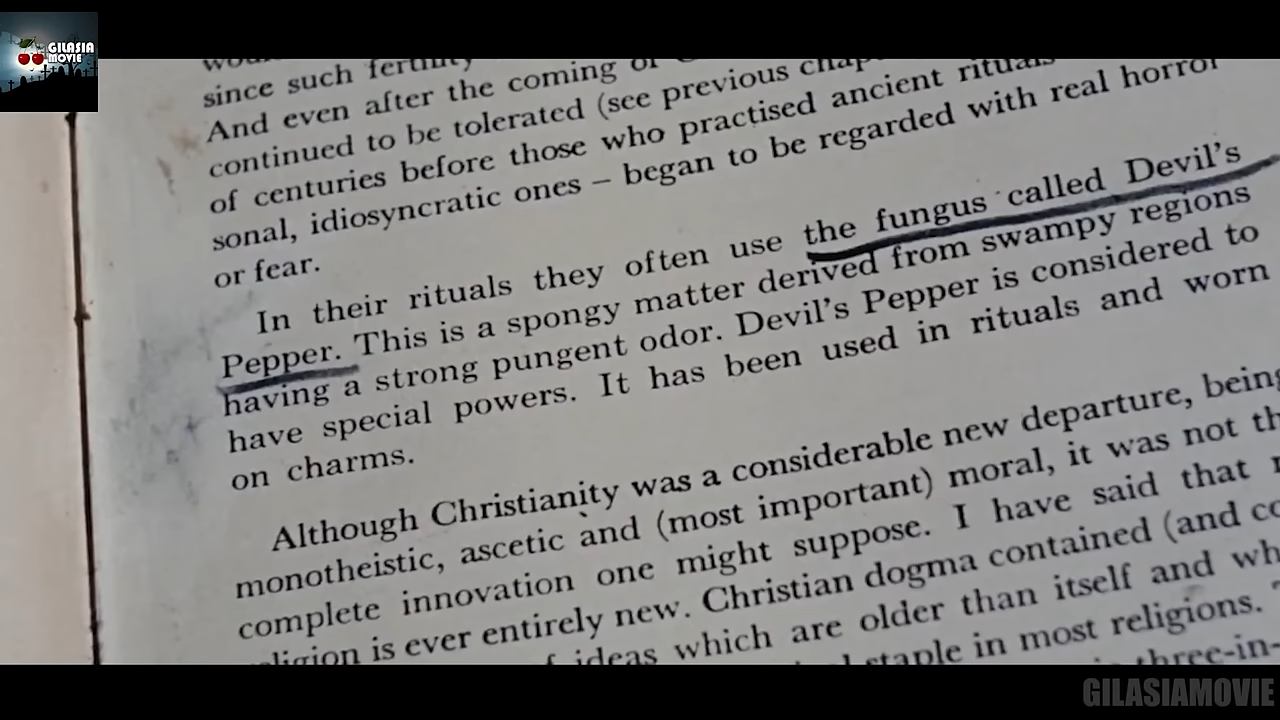 GILASIA
MOVIE
since such fertility
And even after the coming of
continued to be tolerated (see previous
of centuries before those who practised ancient rituals
sonal, idiosyncratic ones – began to be regarded with real horror
or fear.
In their rituals they often use the fungus called Devil's
Pepper. This is a spongy matter derived from swampy regions
having a strong pungent odor. Devil's Pepper is considered to
have special powers. It has been used in rituals and worn
on charms.
Although Christianity was a considerable new departure, being
monotheistic, ascetic and (most important) moral, it was not
complete innovation one might suppose. I have said that
is ever entirely new. Christian dogma contained (and
ideas which are older than itself and
staple in most religions.
three-in-
GILASIAMOVIE